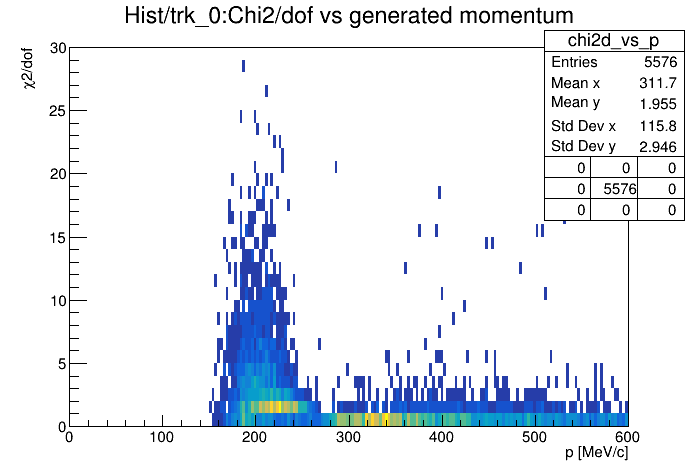 Hist/trk_0:Chi2/dof vs generated momentum
chi2d_vs_p
Entries 5576
Mean x 311.7
Mean y 1.955
Std Dev x 115.8
Std Dev y 2.946
0 0 0
0 5576 0
0 0 0
χ2/dof
30
25
20
15
10
5
0
0 100 200 300 400 500 600
p [MeV/c]